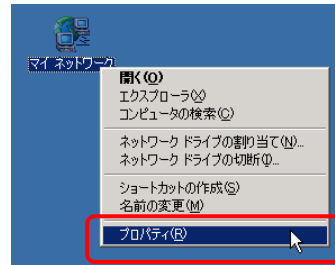 マイ ネットワーク
開く(O)
エクスプローラ(X)
コンピュータの検索(C)...
ネットワーク ドライブの割り当て(N)...
ネットワーク ドライブの切断(D)...
ショートカットの作成(S)
名前の変更(M)
プロパティ(R)